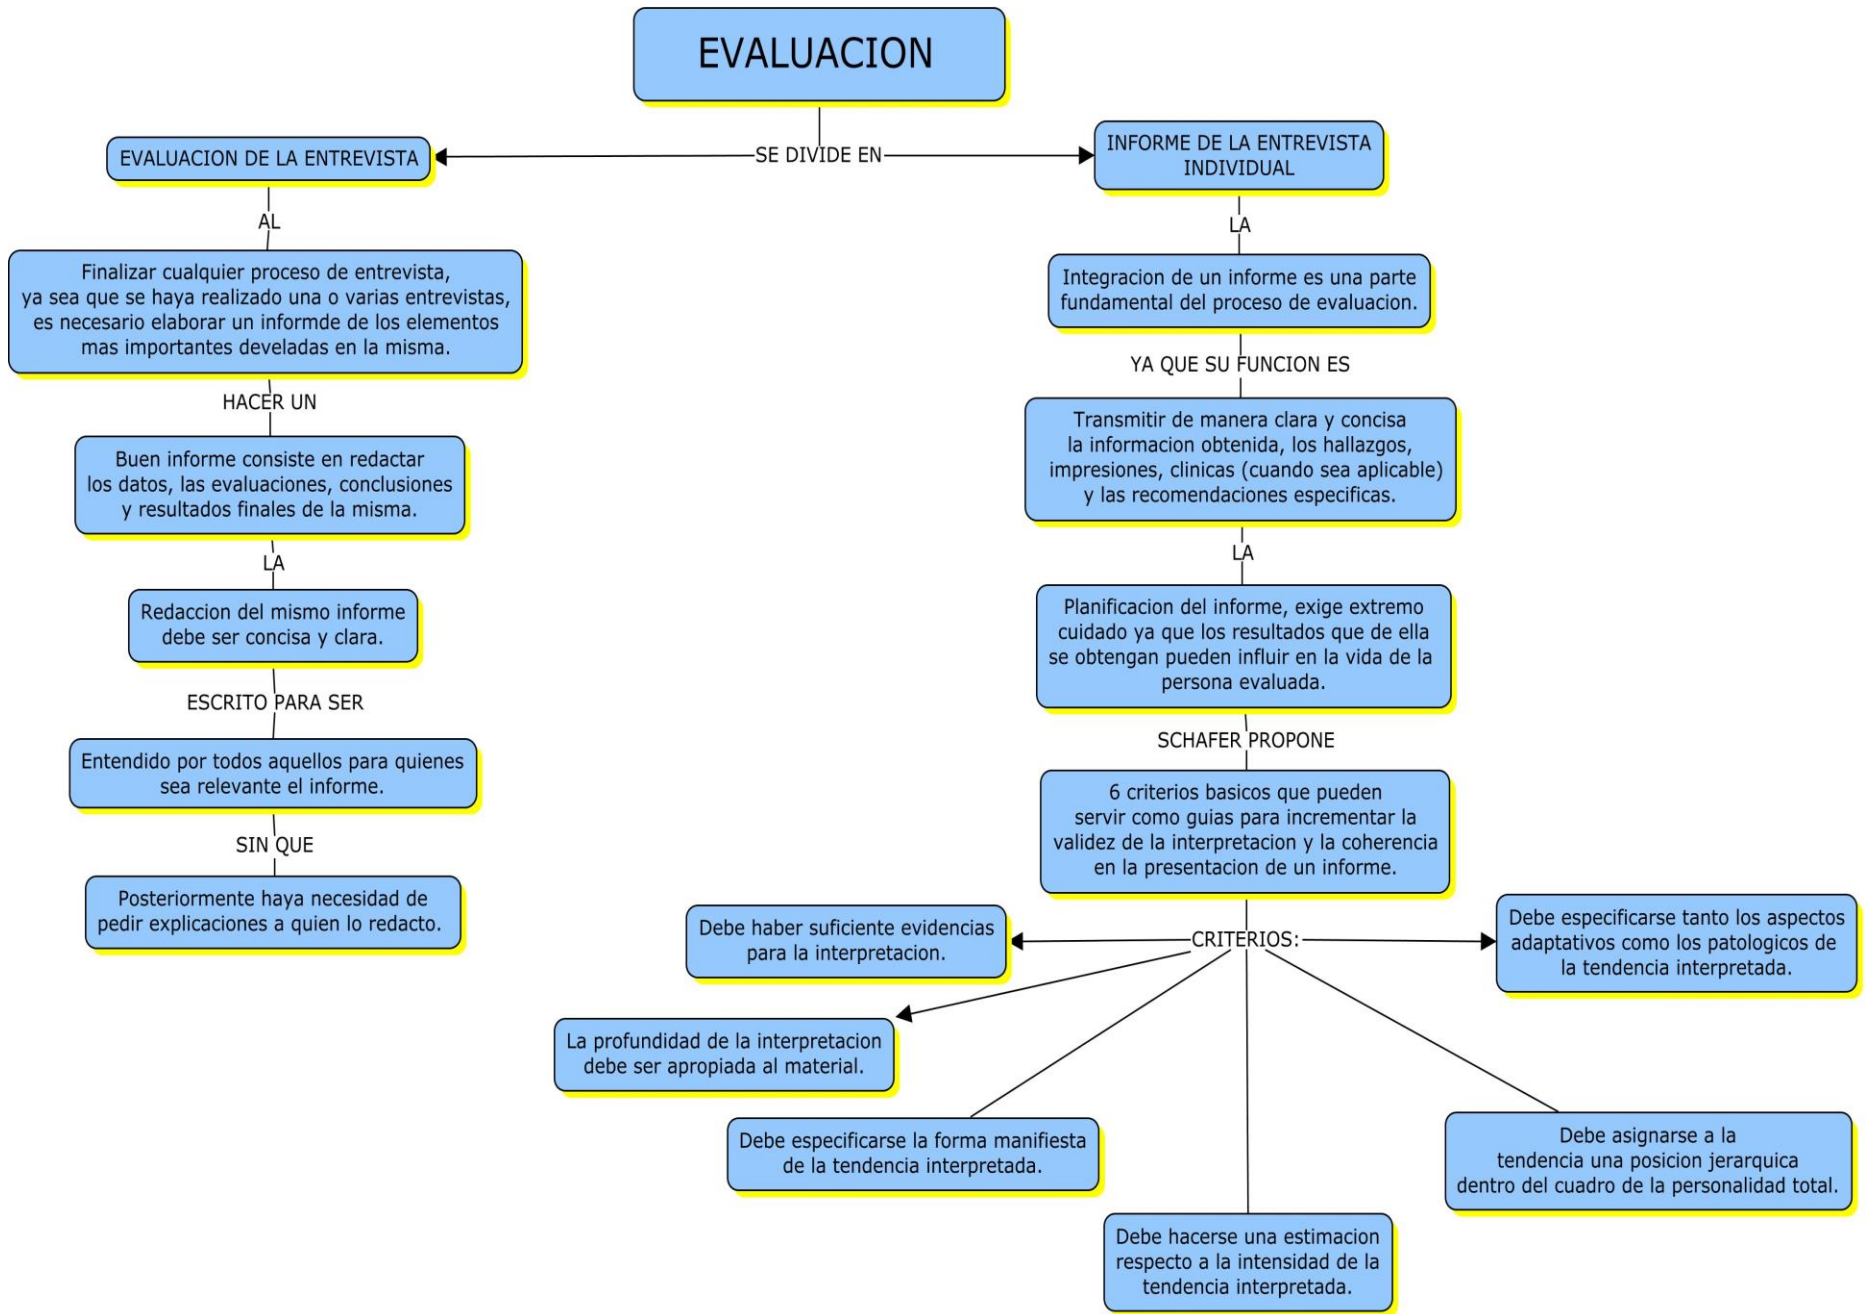 EVALUACION
SE DIVIDE EN
EVALUACION DE LA ENTREVISTA
AL
Finalizar cualquier proceso de entrevista,
ya sea que se haya realizado una o varias entrevistas,
es necesario elaborar un informde de los elementos
mas importantes develadas en la misma.
HACER UN
Buen informe consiste en redactar
los datos, las evaluaciones, conclusiones
y resultados finales de la misma.
LA
Redaccion del mismo informe
debe ser concisa y clara.
ESCRITO PARA SER
Entendido por todos aquellos para quienes
sea relevante el informe.
SIN QUE
Posteriormente haya necesidad de
pedir explicaciones a quien lo redacto.
INFORME DE LA ENTREVISTA
INDIVIDUAL
LA
Integracion de un informe es una parte
fundamental del proceso de evaluacion.
YA QUE SU FUNCION ES
Transmitir de manera clara y concisa
la informacion obtenida, los hallazgos,
impresiones, clinicas (cuando sea aplicable)
y las recomendaciones especificas.
LA
Planificacion del informe, exige extremo
cuidado ya que los resultados que de ella
se obtengan pueden influir en la vida de la
persona evaluada.
SCHAFER PROPONE
6 criterios basicos que pueden
servir como guias para incrementar la
validez de la interpretacion y la coherencia
en la presentacion de un informe.
CRITERIOS:
Debe haber suficiente evidencias
para la interpretacion.
La profundidad de la interpretacion
debe ser apropiada al material.
Debe especificarse la forma manifiesta
de la tendencia interpretada.
Debe hacerse una estimacion
respecto a la intensidad de la
tendencia interpretada.
Debe asignarse a la
tendencia una posicion jerarquica
dentro del cuadro de la personalidad total.
Debe especificarse tanto los aspectos
adaptativos como los patologicos de
la tendencia interpretada.